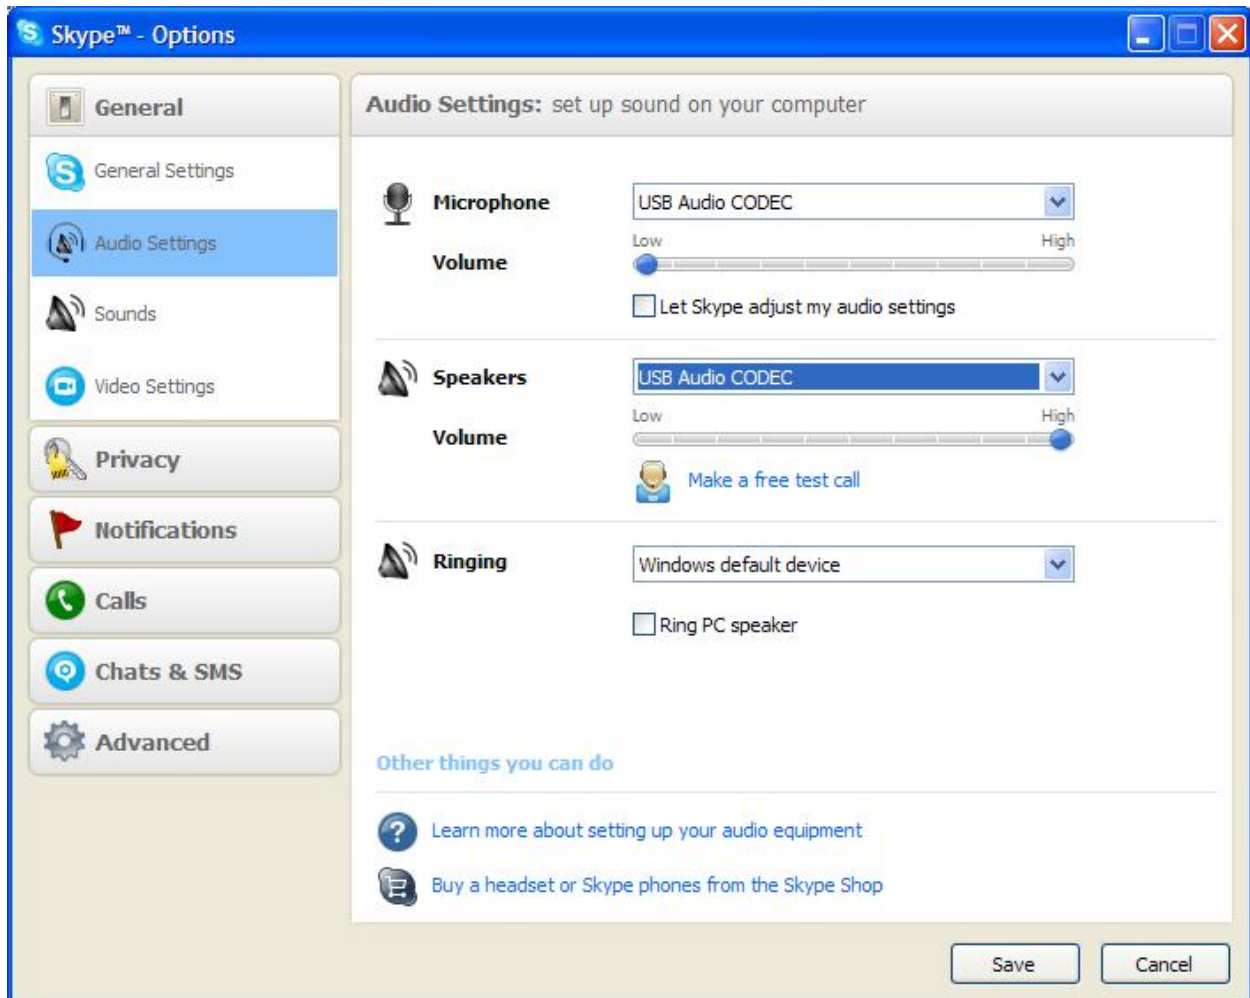 Skype™ - Options
General
General Settings
Audio Settings
Sounds
Video Settings
Privacy
Notifications
Calls
Chats & SMS
Advanced
Audio Settings: set up sound on your computer
Microphone USB Audio CODEC
Low High
Volume
Let Skype adjust my audio settings
Speakers USB Audio CODEC
Low High
Volume
Make a free test call
Ringing Windows default device
Ring PC speaker
Other things you can do
Learn more about setting up your audio equipment
Buy a headset or Skype phones from the Skype Shop
Save Cancel